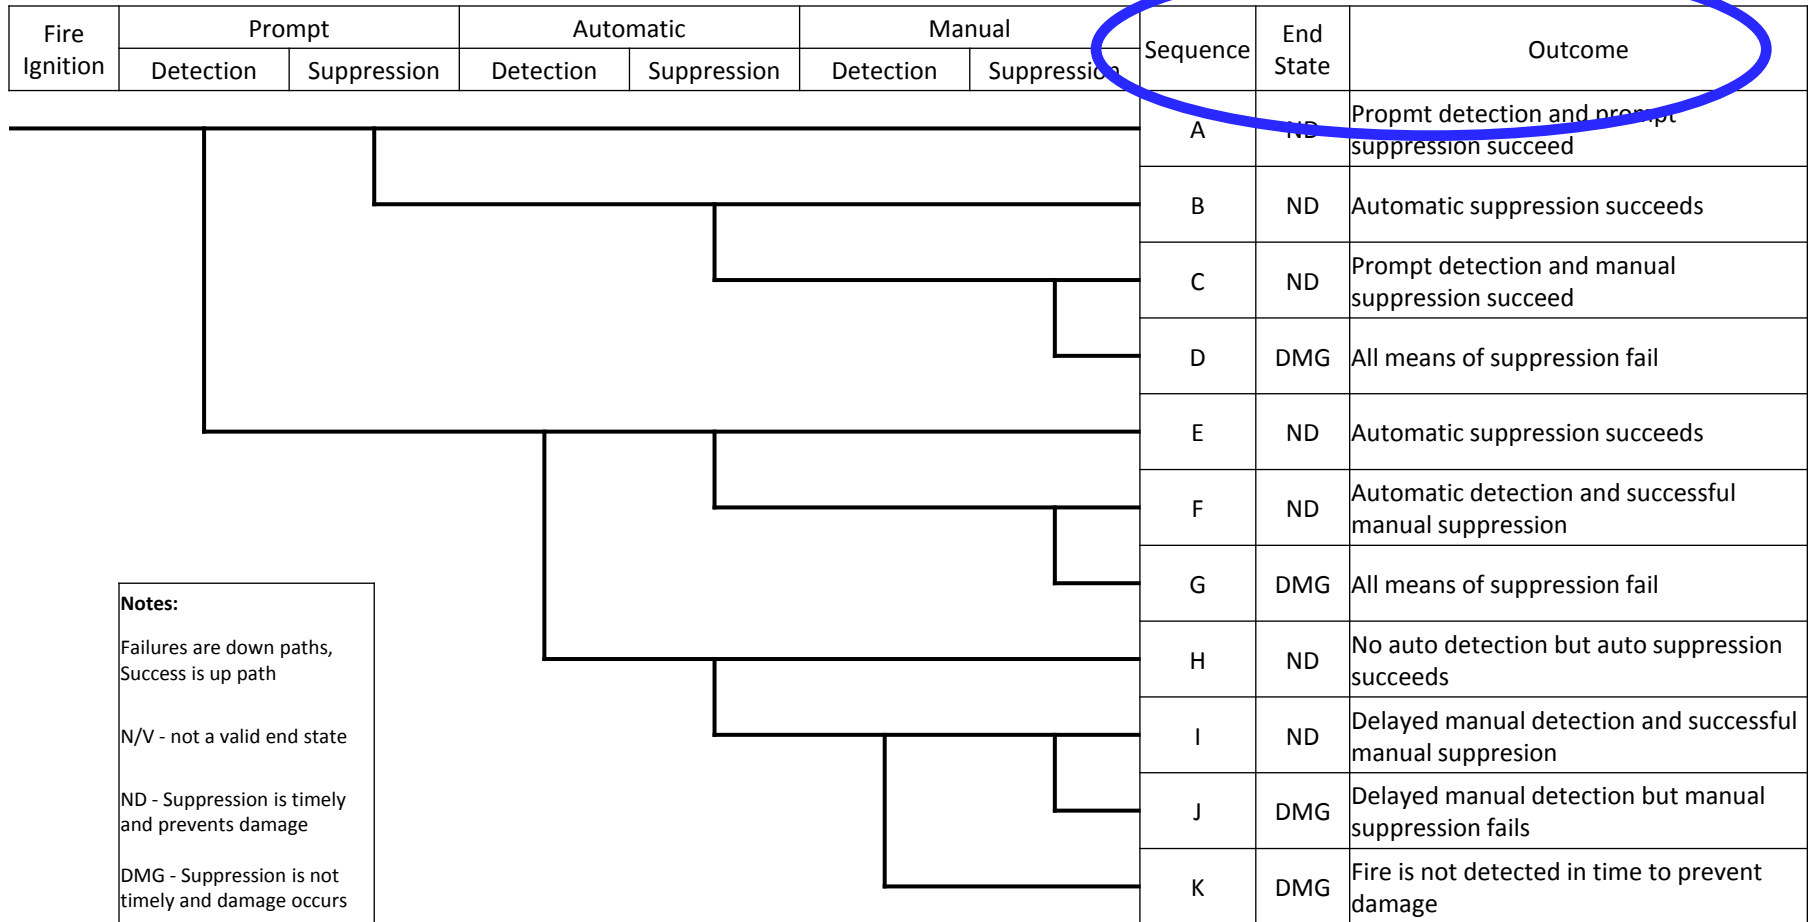 Fire
Ignition
Prompt
Automatic
Manual
Detection
Suppression
Detection
Suppression
Detection
Suppression
Sequence
End
State
Outcome
A
ND
Propmt detection and prompt
suppression succeed
B
ND
Automatic suppression succeeds
C
ND
Prompt detection and manual
suppression succeed
D
DMG
All means of suppression fail
E
ND
Automatic suppression succeeds
F
ND
Automatic detection and successful
manual suppression
G
DMG
All means of suppression fail
H
ND
No auto detection but auto suppression
succeeds
I
ND
Delayed manual detection and successful
manual suppresion
J
DMG
Delayed manual detection but manual
suppression fails
K
DMG
Fire is not detected in time to prevent
damage
Notes:
Failures are down paths,
Success is up path
N/V - not a valid end state
ND - Suppression is timely
and prevents damage
DMG - Suppression is not
timely and damage occurs